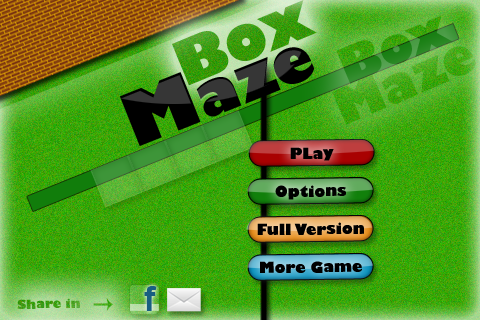 Box
Maze
Box
Maze
PLay
Options
Full Version
More Game
Share in →
f